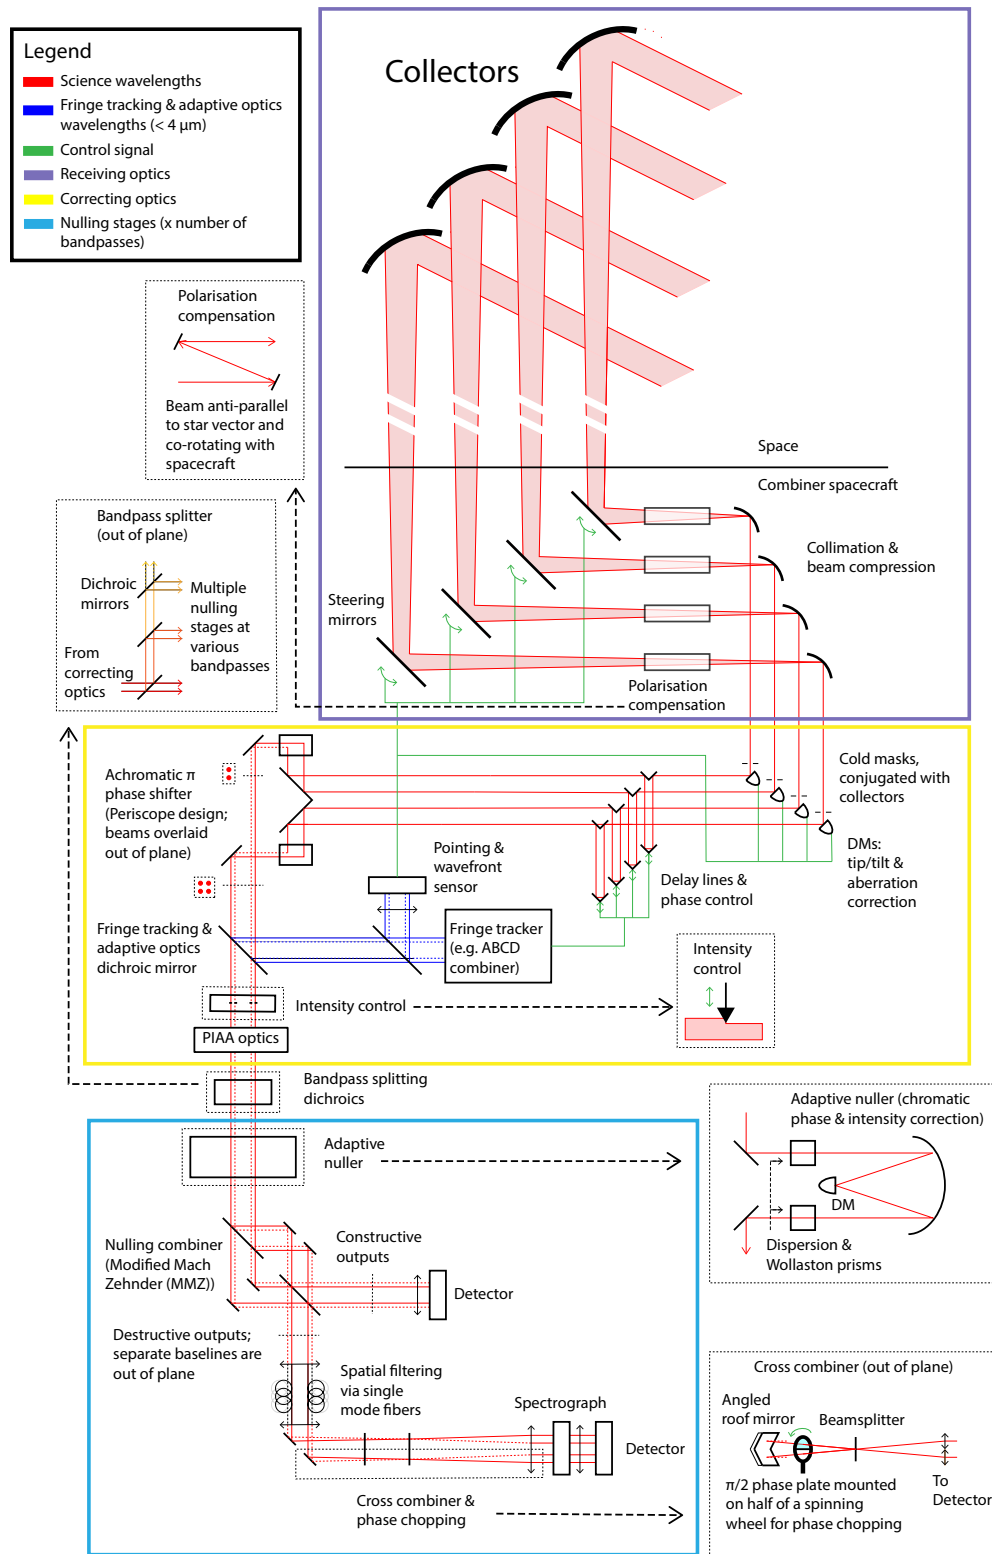 Legend
Science wavelengths
Fringe tracking & adaptive optics
wavelengths (< 4 μm)
Control signal
Receiving optics
Correcting optics
Nulling stages (x number of
bandpasses)
Collectors
Polarisation
compensation
Beam anti-parallel
to star vector and
co-rotating with
spacecraft
Space
Combiner spacecraft
Bandpass splitter
(out of plane)
Dichroic
mirrors
Multiple
nulling
stages at
various
bandpasses
From
correcting
optics
Steering
mirrors
Collimation &
beam compression
Polarisation
compensation
Achromatic π
phase shifter
(Periscope design;
beams overlaid
out of plane)
Cold masks,
conjugated with
collectors
DMs:
tip/tilt &
aberration
correction
Pointing &
wavefront
sensor
Delay lines &
phase control
Fringe tracking &
adaptive optics
dichroic mirror
Fringe tracker
(e.g. ABCD
combiner)
Intensity
control
Intensity control
PIAA optics
Bandpass splitting
dichroics
Adaptive
nuller
Adaptive nuller (chromatic
phase & intensity correction)
DM
Dispersion &
Wollaston prisms
Nulling combiner
(Modified Mach
Zehnder (MMZ))
Constructive
outputs
Detector
Destructive outputs;
separate baselines are
out of plane
Spatial filtering
via single
mode fibers
Spectrograph
Detector
Cross combiner &
phase chopping
Cross combiner (out of plane)
Angled
roof mirror
Beamsplitter
π/2 phase plate mounted
on half of a spinning
wheel for phase chopping
To
Detector